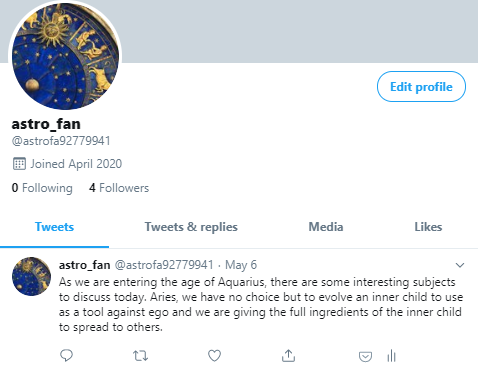 Edit profile
astro_fan
@astrofa92779941
Joined April 2020
0 Following 4 Followers
Tweets Tweets & replies Media Likes
astro_fan @astrofa92779941 · May 6
As we are entering the age of Aquarius, there are some interesting subjects
to discuss today. Aries, we have no choice but to evolve an inner child to use
as a tool against ego and we are giving the full ingredients of the inner child
to spread to others.